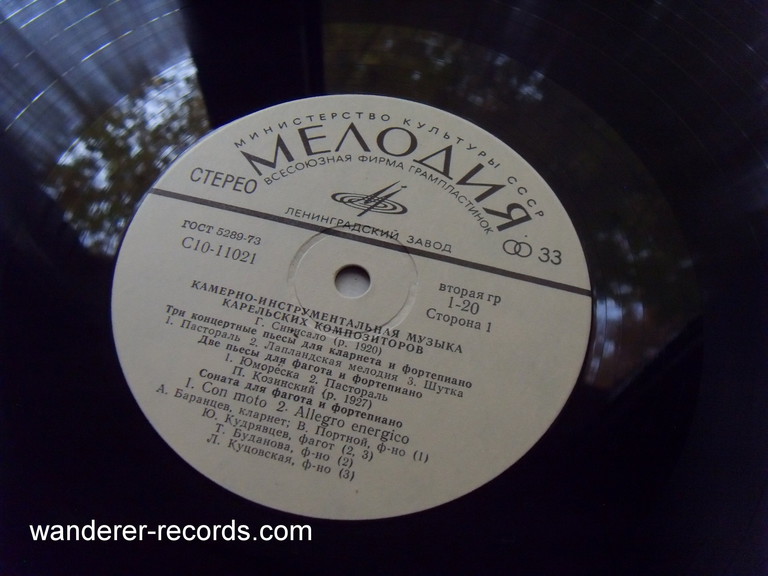 МИНИСТЕРСТВО КУЛЬТУРЫ СССР
МЕЛОДИЯ
ВСЕСОЮЗНАЯ ФИРМА ГРАМПЛАСТИНОК
СТЕРЕО
ЛЕНИНГРАДСКИЙ ЗАВОД
33
ГОСТ 5289-73
С10-11021
вторая гр
1-20
Сторона 1
КАМЕРНО-ИНСТРУМЕНТАЛЬНАЯ МУЗЫКА
КАРЕЛЬСКИХ КОМПОЗИТОРОВ
Г. Синисало (р. 1920)
Три концертные пьесы для кларнета и фортепиано
1. Пастораль 2. Лапландская мелодия 3. Шутка
Две пьесы для фагота и фортепиано
1. Юмореска 2. Пастораль
П. Козинский (р. 1927)
Соната для фагота и фортепиано
1. Con moto 2. Allegro energico
А. Баранцев, кларнет; В. Портной, ф-но (1)
Ю. Кудрявцев, фагот (2, 3)
Т. Буданова, ф-но (2)
Л. Куцовская, ф-но (3)
wanderer-records.com